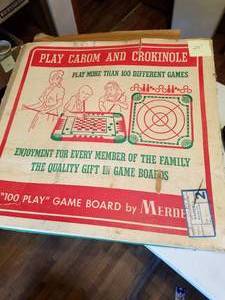 PLAY CAROM AND CROKINOLE
PLAY MORE THAN 100 DIFFERENT GAMES
ENJOYMENT FOR EVERY MEMBER OF THE FAMILY
THE QUALITY GIFT IN GAME BOARDS
"100 PLAY" GAME BOARD by MERDE